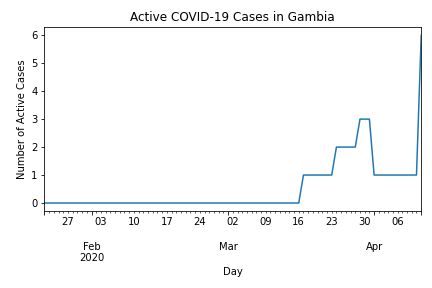 Active COVID-19 Cases in Gambia
Number of Active Cases
6
5
4
3
2
1
0
27 03 10 17 24 02 09 16 23 30 06
Feb Mar Apr
2020
Day